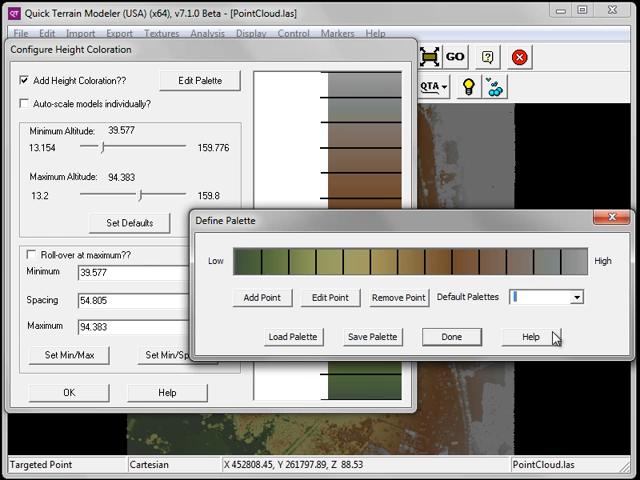 Quick Terrain Modeler (USA) (x64), v7.1.0 Beta - [PointCloud.las]
File Edit Import Export Textures Analysis Display Control Markers Help
GO
QTA
Configure Height Coloration
Add Height Coloration??
Edit Palette
Auto-scale models individually?
Minimum Altitude: 39.577
13.154 159.776
Maximum Altitude: 94.383
13.2 159.8
Set Defaults
Roll-over at maximum??
Minimum 39.577
Spacing 54.805
Maximum 94.383
Set Min/Max Set Min/Sp
OK Help
Define Palette
Low High
Add Point Edit Point Remove Point Default Palettes
Load Palette Save Palette Done Help
Targeted Point Cartesian X 452808.45, Y 261797.89, Z 88.53 PointCloud.las